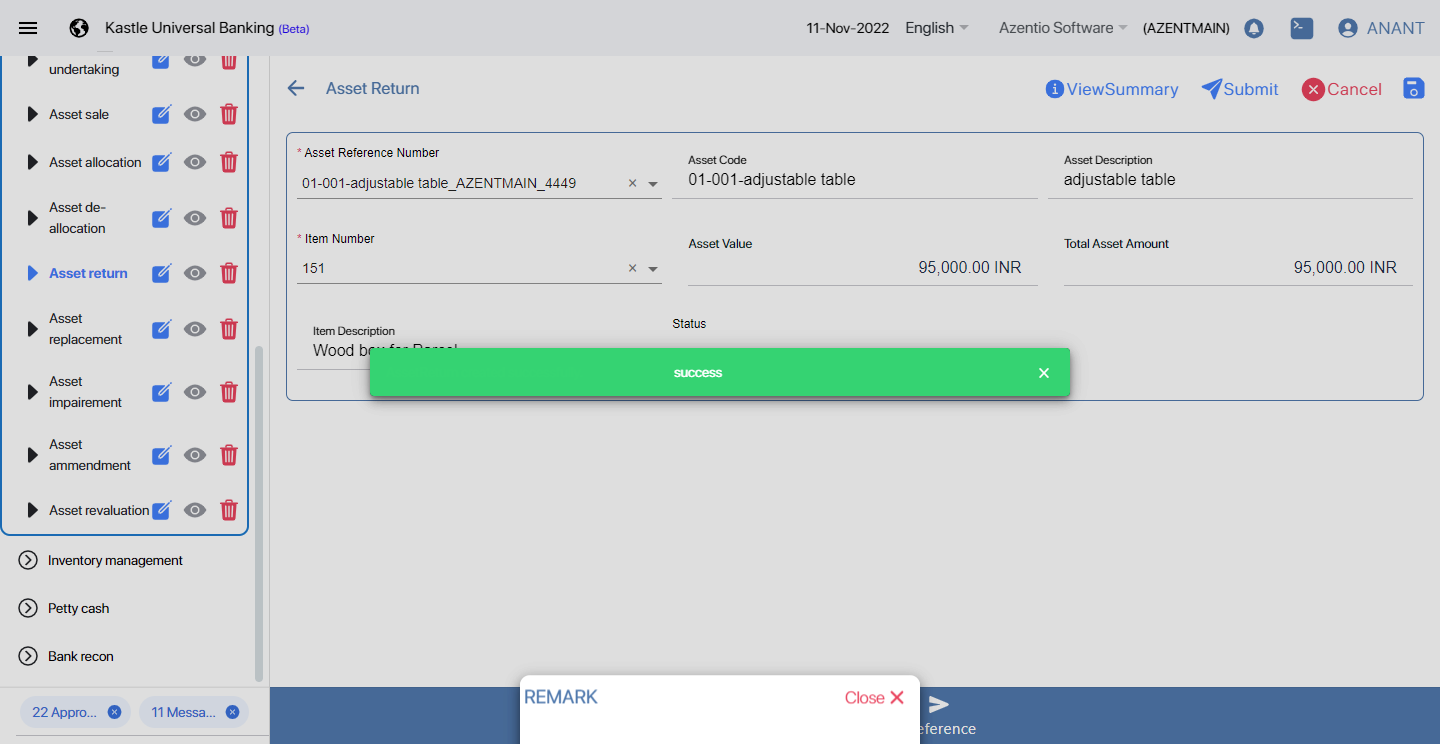 Kastle Universal Banking (Beta)
11-Nov-2022
English
Azentio Software
(AZENTMAIN)
ANANT
undertaking
Asset sale
Asset allocation
Asset de-
allocation
Asset return
Asset
replacement
Asset
impairement
Asset
ammendment
Asset revaluation
Inventory management
Petty cash
Bank recon
22 Appro...
11 Messa...
Asset Return
ViewSummary
Submit
Cancel
* Asset Reference Number
01-001-adjustable table_AZENTMAIN_4449
Asset Code
01-001-adjustable table
Asset Description
adjustable table
* Item Number
151
Asset Value
95,000.00 INR
Total Asset Amount
95,000.00 INR
Item Description
Wood box for Parcel
Status
success
REMARK
Close
eference